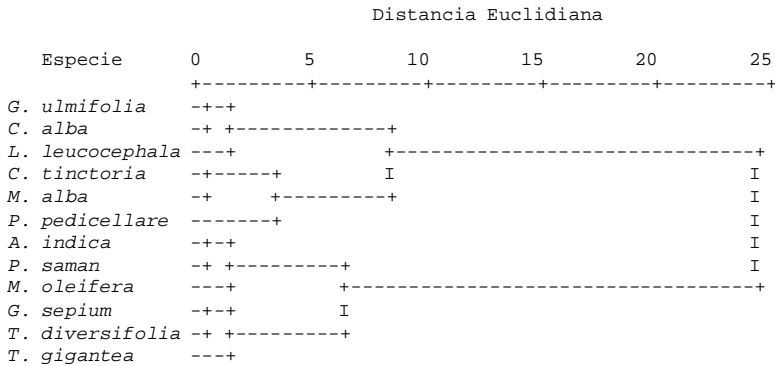 Distancia Euclidiana
Especie 0 5 10 15 20 25
+---------+---------+---------+---------+---------+
G. ulmifolia -+-+
C. alba -+ +-------------+
L. leucocephala ---+ +-------------------------------+
C. tinctoria -+-----+ I I
M. alba -+ +---------+ I
P. pedicellare -------+ I
A. indica -+-+ I
P. saman -+ +---------+ I
M. oleifera ---+ +-----------------------------------+
G. sepium -+-+ I
T. diversifolia -+ +---------+
T. gigantea ---+